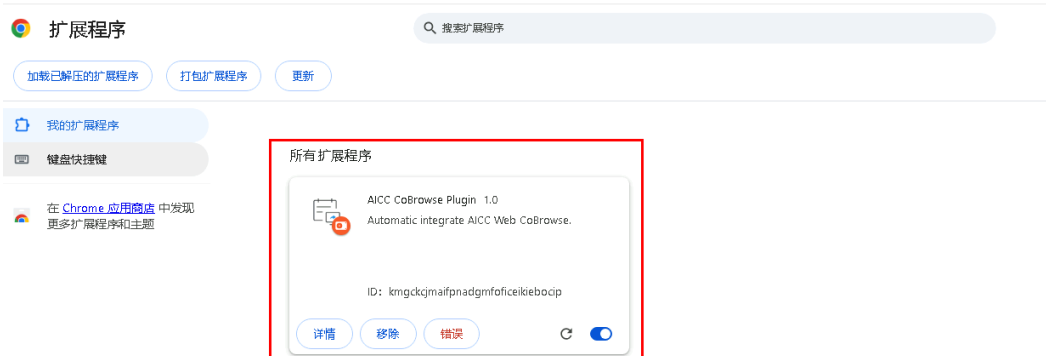 扩展程序
搜索扩展程序
加载已解压的扩展程序
打包扩展程序
更新
我的扩展程序
键盘快捷键
在 Chrome 应用商店 中发现
更多扩展程序和主题
所有扩展程序
AICC CoBrowse Plugin 1.0
Automatic integrate AICC Web CoBrowse.
ID: kmgckcjmaifpnadgmfoficeikiebocip
详情
移除
错误